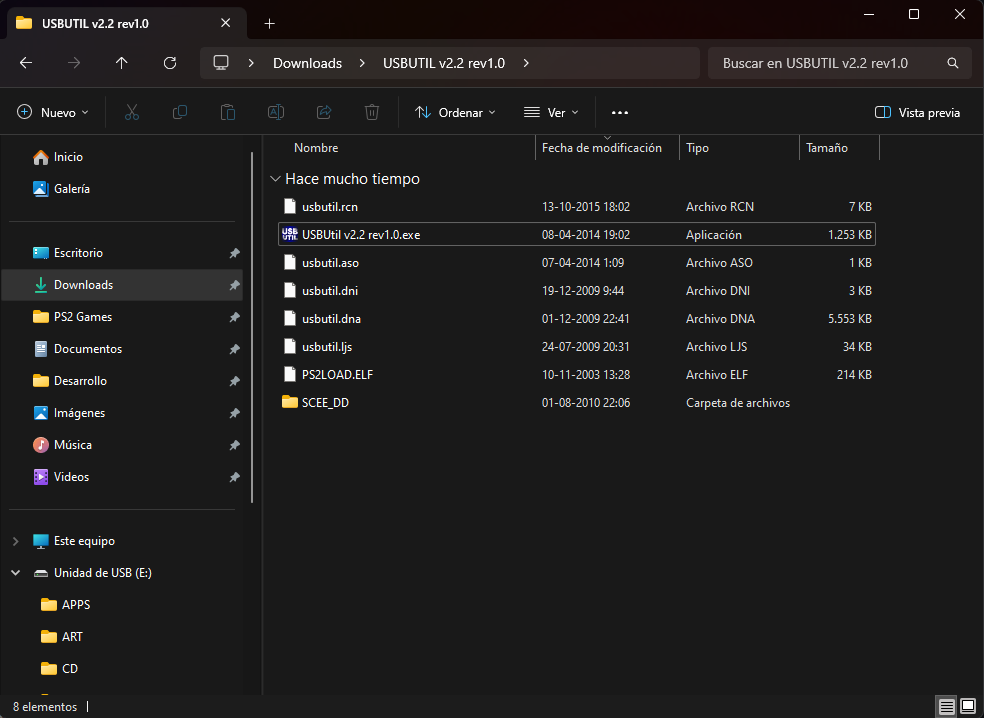 USBUTIL v2.2 rev1.0
Downloads > USBUTIL v2.2 rev1.0 >
Buscar en USBUTIL v2.2 rev1.0
Nuevo
Ordenar
Ver
Vista previa
Inicio
Galería
Escritorio
Downloads
PS2 Games
Documentos
Desarrollo
Imágenes
Música
Videos
Este equipo
Unidad de USB (E:)
APPS
ART
CD
Nombre Fecha de modificación Tipo Tamaño
Hace mucho tiempo
usbutil.rcn 13-10-2015 18:02 Archivo RCN 7 KB
USBUtil v2.2 rev1.0.exe 08-04-2014 19:02 Aplicación 1.253 KB
usbutil.aso 07-04-2014 1:09 Archivo ASO 1 KB
usbutil.dni 19-12-2009 9:44 Archivo DNI 3 KB
usbutil.dna 01-12-2009 22:41 Archivo DNA 5.553 KB
usbutil.ljs 24-07-2009 20:31 Archivo LJS 34 KB
PS2LOAD.ELF 10-11-2003 13:28 Archivo ELF 214 KB
SCEE_DD 01-08-2010 22:06 Carpeta de archivos
8 elementos